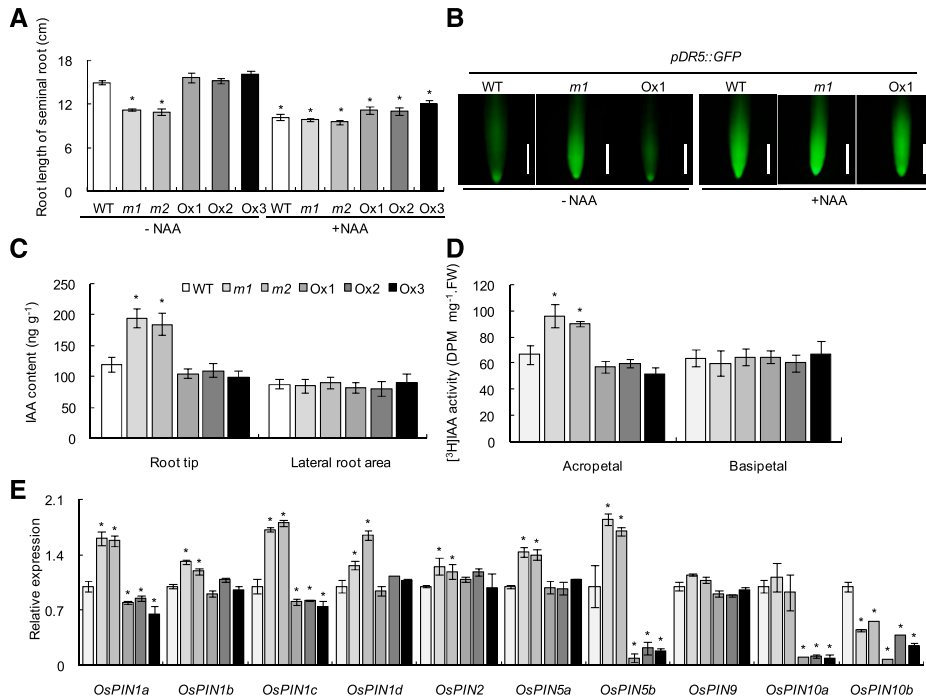 A
Root length of seminal root (cm)
18
12
6
0
* * * * * * * *
WT m1 m2 Ox1 Ox2 Ox3 WT m1 m2 Ox1 Ox2 Ox3
- NAA +NAA
B
pDR5::GFP
WT m1 Ox1 WT m1 Ox1
- NAA +NAA
C
IAA content (ng g-1)
250
200
150
100
50
0
WT m1 m2 Ox1 Ox2 Ox3
* *
Root tip Lateral root area
D
[3H]IAA activity (DPM mg-1.FW)
120
100
80
60
40
20
0
* *
Acropetal Basipetal
E
Relative expression
2.1
1.4
0.7
0
* * * * * * * * * * * * * * * * * * * * * * * * * * * * * * * * *
OsPIN1a OsPIN1b OsPIN1c OsPIN1d OsPIN2 OsPIN5a OsPIN5b OsPIN9 OsPIN10a OsPIN10b